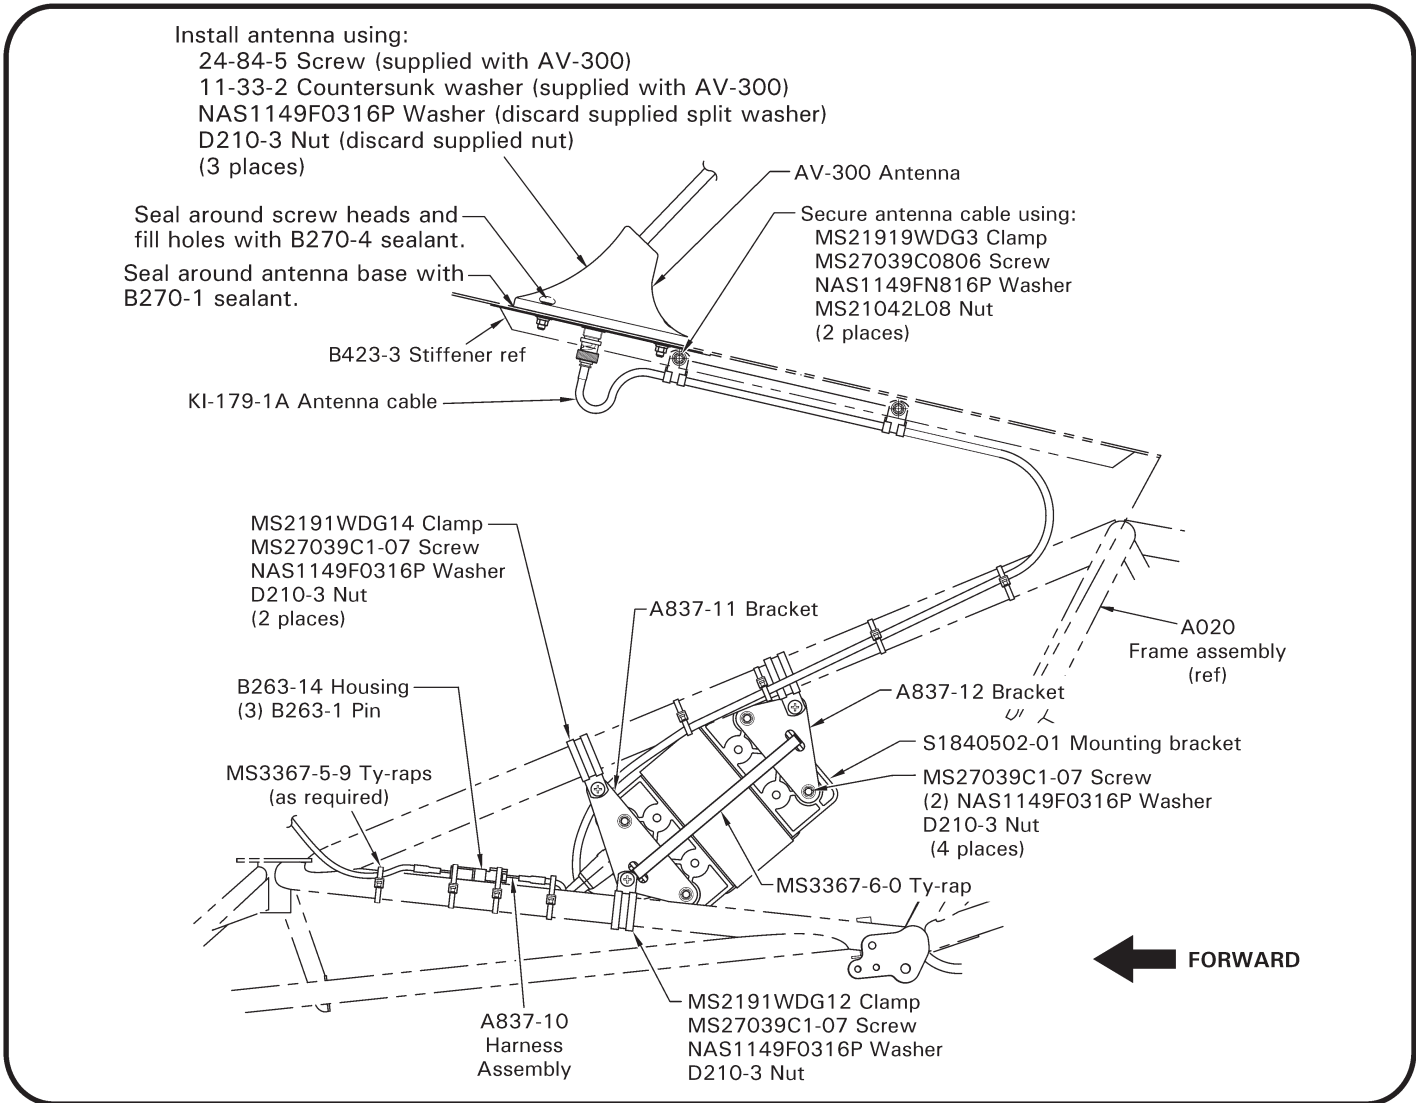 Install antenna using:
24-84-5 Screw (supplied with AV-300)
11-33-2 Countersunk washer (supplied with AV-300)
NAS1149F0316P Washer (discard supplied split washer)
D210-3 Nut (discard supplied nut)
(3 places)
AV-300 Antenna
Seal around screw heads and
fill holes with B270-4 sealant.
Seal around antenna base with
B270-1 sealant.
Secure antenna cable using:
MS21919WDG3 Clamp
MS27039C0806 Screw
NAS1149FN816P Washer
MS21042L08 Nut
(2 places)
B423-3 Stiffener ref
KI-179-1A Antenna cable
MS2191WDG14 Clamp
MS27039C1-07 Screw
NAS1149F0316P Washer
D210-3 Nut
(2 places)
A837-11 Bracket
A020
Frame assembly
(ref)
B263-14 Housing
(3) B263-1 Pin
A837-12 Bracket
S1840502-01 Mounting bracket
MS3367-5-9 Ty-raps
(as required)
MS27039C1-07 Screw
(2) NAS1149F0316P Washer
D210-3 Nut
(4 places)
MS3367-6-0 Ty-rap
FORWARD
A837-10
Harness
Assembly
MS2191WDG12 Clamp
MS27039C1-07 Screw
NAS1149F0316P Washer
D210-3 Nut